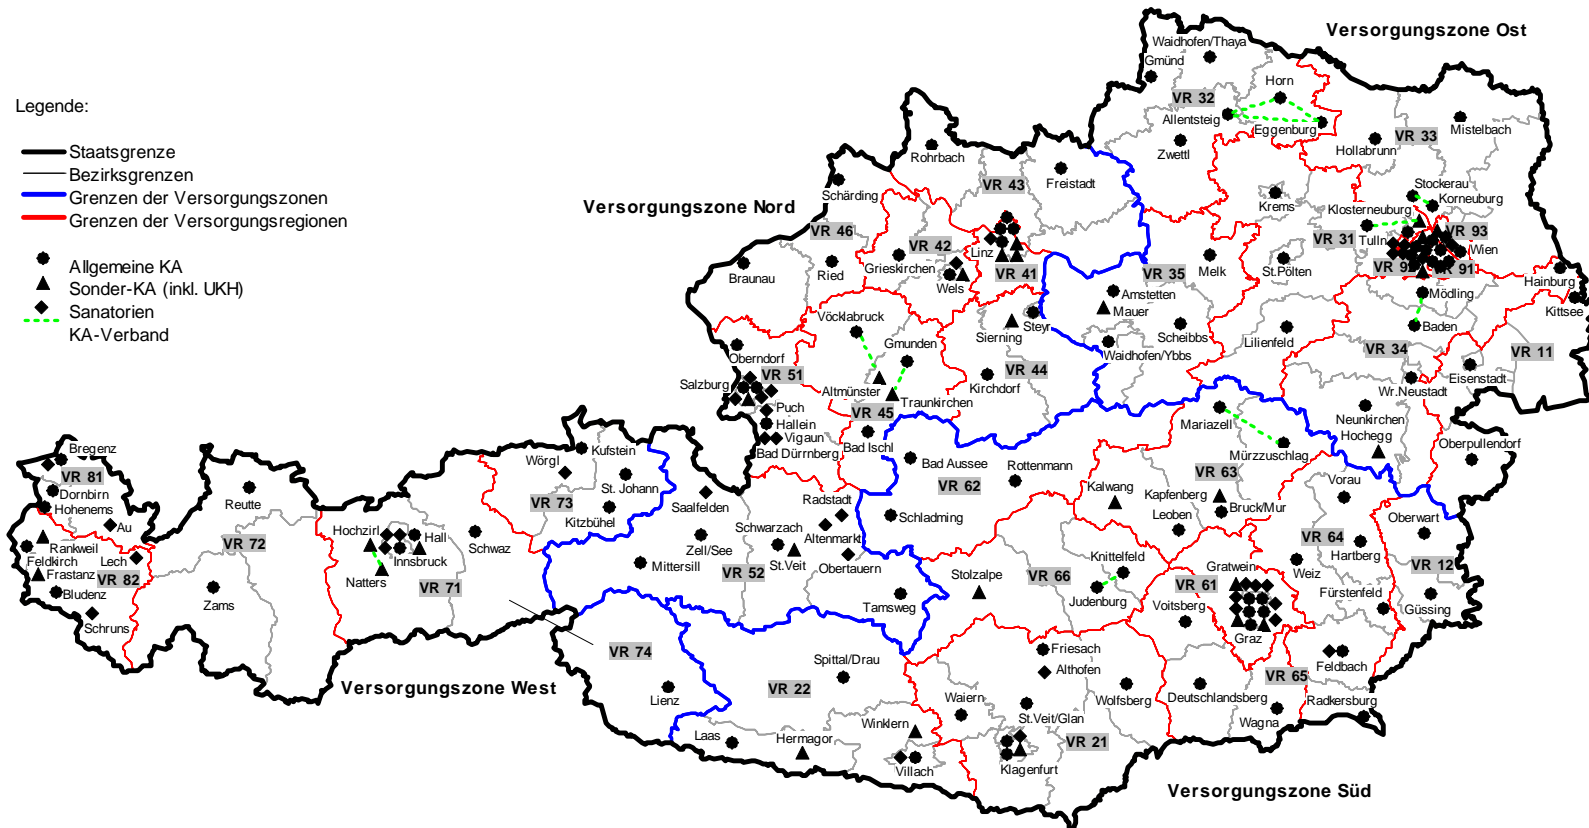 Versorgungszone Ost
Waidhofen/Thaya
Gmünd
Horn
Legende:
VR 32
Allentsteig
Eggenburg
VR 33
Mistelbach
Hollabrunn
Staatsgrenze
Bezirksgrenzen
Grenzen der Versorgungszonen
Grenzen der Versorgungsregionen
Rohrbach
Zwettl
Freistadt
VR 43
Schärding
Versorgungszone Nord
Krems
Stockerau
Korneuburg
Klosterneuburg
VR 46
VR 42
VR 31
Tulln
VR 93
Wien
Allgemeine KA
Sonder-KA (inkl. UKH)
Sanatorien
KA-Verband
Braunau
Ried
Grieskirchen
Linz
VR 41
Wels
VR 35
Melk
St.Pölten
VR 9
VR 91
Hainburg
Kittsee
Amstetten
Mauer
Mödling
Vöcklabruck
Steyr
Sierning
Scheibbs
Baden
Lilienfeld
Oberndorf
Gmunden
Waidhofen/Ybbs
VR 34
VR 11
VR 51
Salzburg
Altmünster
Traunkirchen
Kirchdorf
VR 44
Eisenstadt
Wr.Neustadt
Puch
Hallein
Vigaun
Bad Dürrnberg
VR 45
Bad Ischl
Mariazell
Neunkirchen
Hochegg
Mürzzuschlag
Oberpullendorf
Bregenz
VR 81
Kufstein
Wörgl
Bad Aussee
Rottenmann
VR 62
VR 63
Dornbirn
Hohenems
Reutte
St. Johann
VR 73
Kitzbühel
Saalfelden
Radstadt
Kalwang
Kapfenberg
Bruck/Mur
Vorau
Au
Hochzirl
Hall
Schwarzach
Altenmarkt
Schladming
Leoben
Oberwart
Rankweil
Feldkirch
Frastanz
Lech
VR 82
VR 72
Innsbruck
Schwaz
Zell/See
St.Veit
Obertauern
VR 64
Hartberg
Knittelfeld
Gratwein
Weiz
VR 12
Mittersill
VR 52
Bludenz
Zams
Natters
VR 71
Tamsweg
Stolzalpe
VR 66
Judenburg
VR 61
Voitsberg
Fürstenfeld
Güssing
Schruns
Graz
VR 74
Friesach
Althofen
Feldbach
Versorgungszone West
Lienz
Spittal/Drau
VR 22
Waiern
Wolfsberg
Deutschlandsberg
VR 65
Radkersburg
St.Veit/Glan
Wagna
Winklern
Laas
Hermagor
VR 21
Villach
Klagenfurt
Versorgungszone Süd